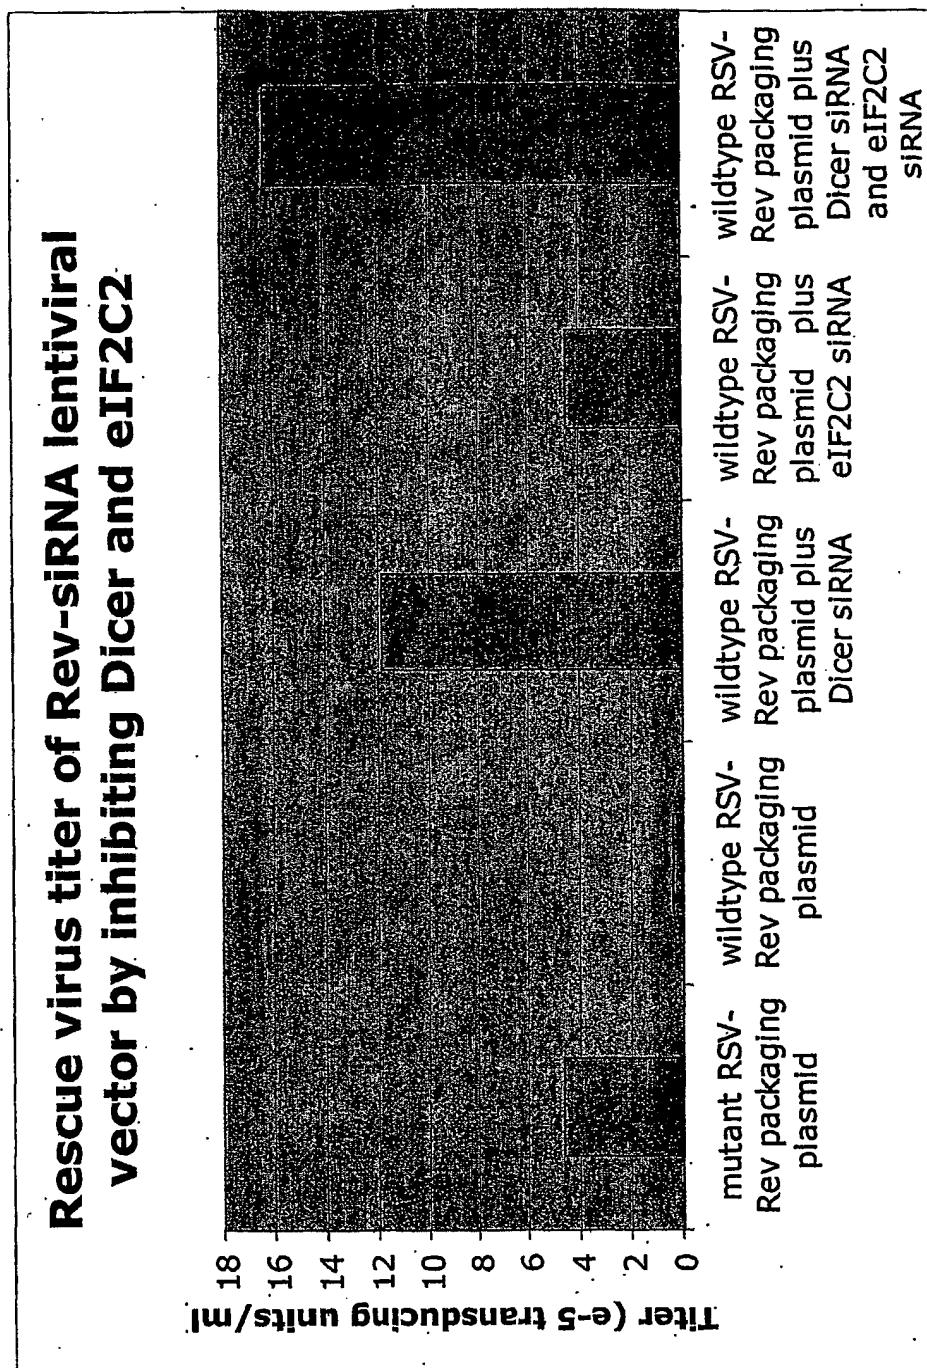 Rescue virus titer of Rev-siRNA lentiviral
vector by inhibiting Dicer and eIF2C2
Titer (e-5 transducing units/ml
18
16
14
12
10
8
6
4
2
0
mutant RSV-
Rev packaging
plasmid
wildtype RSV-
Rev packaging
plasmid
wildtype RSV-
Rev packaging
plasmid plus
Dicer siRNA
wildtype RSV-
Rev packaging
plasmid plus
eIF2C2 siRNA
wildtype RSV-
Rev packaging
plasmid plus
Dicer siRNA
and eIF2C2
siRNA